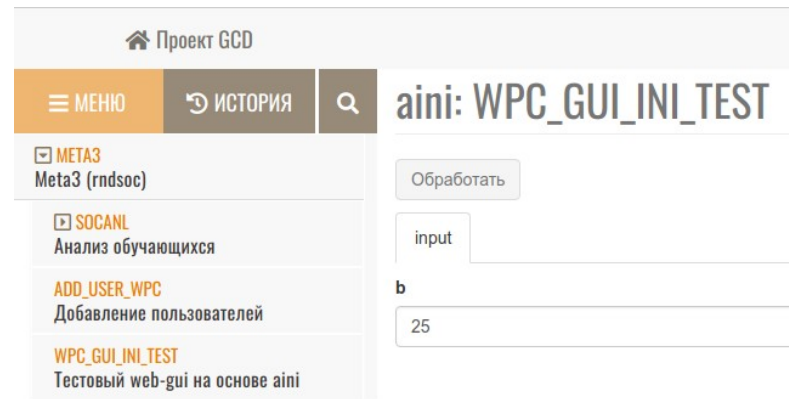 Проект GCD
МЕНЮ
ИСТОРИЯ
META3
Meta3 (rndsoc)
SOCANL
Анализ обучающихся
ADD_USER_WPC
Добавление пользователей
WPC_GUI_INI_TEST
Тестовый web-gui на основе aini
aini: WPC_GUI_INI_TEST
Обработать
input
b
25